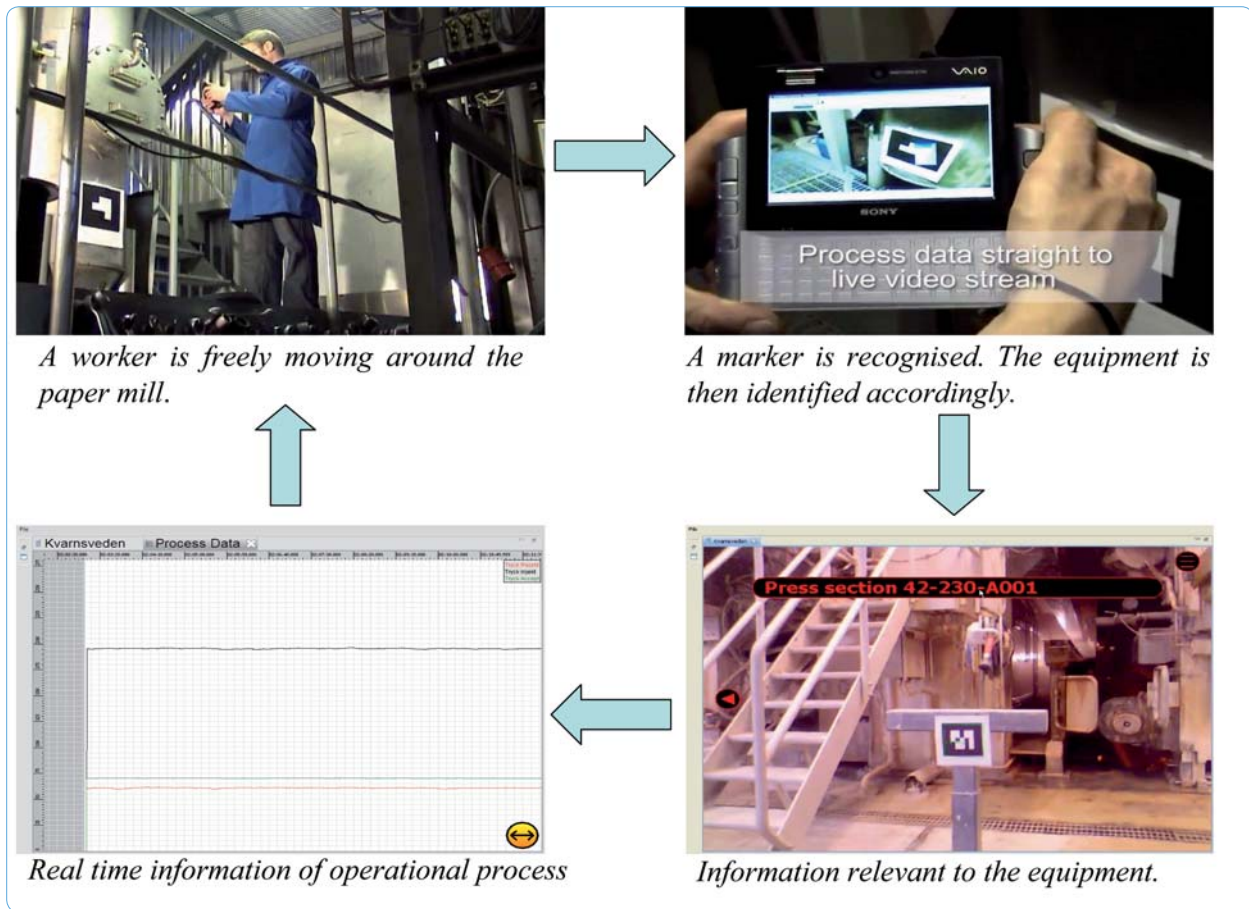 VAIO
SONY
Process data straight to
live video stream
A worker is freely moving around the
paper mill.
A marker is recognised. The equipment is
then identified accordingly.
File
Kvarnsveden
Process Data
Kvarnsveden
Press section 42-230-A001
Real time information of operational process
Information relevant to the equipment.